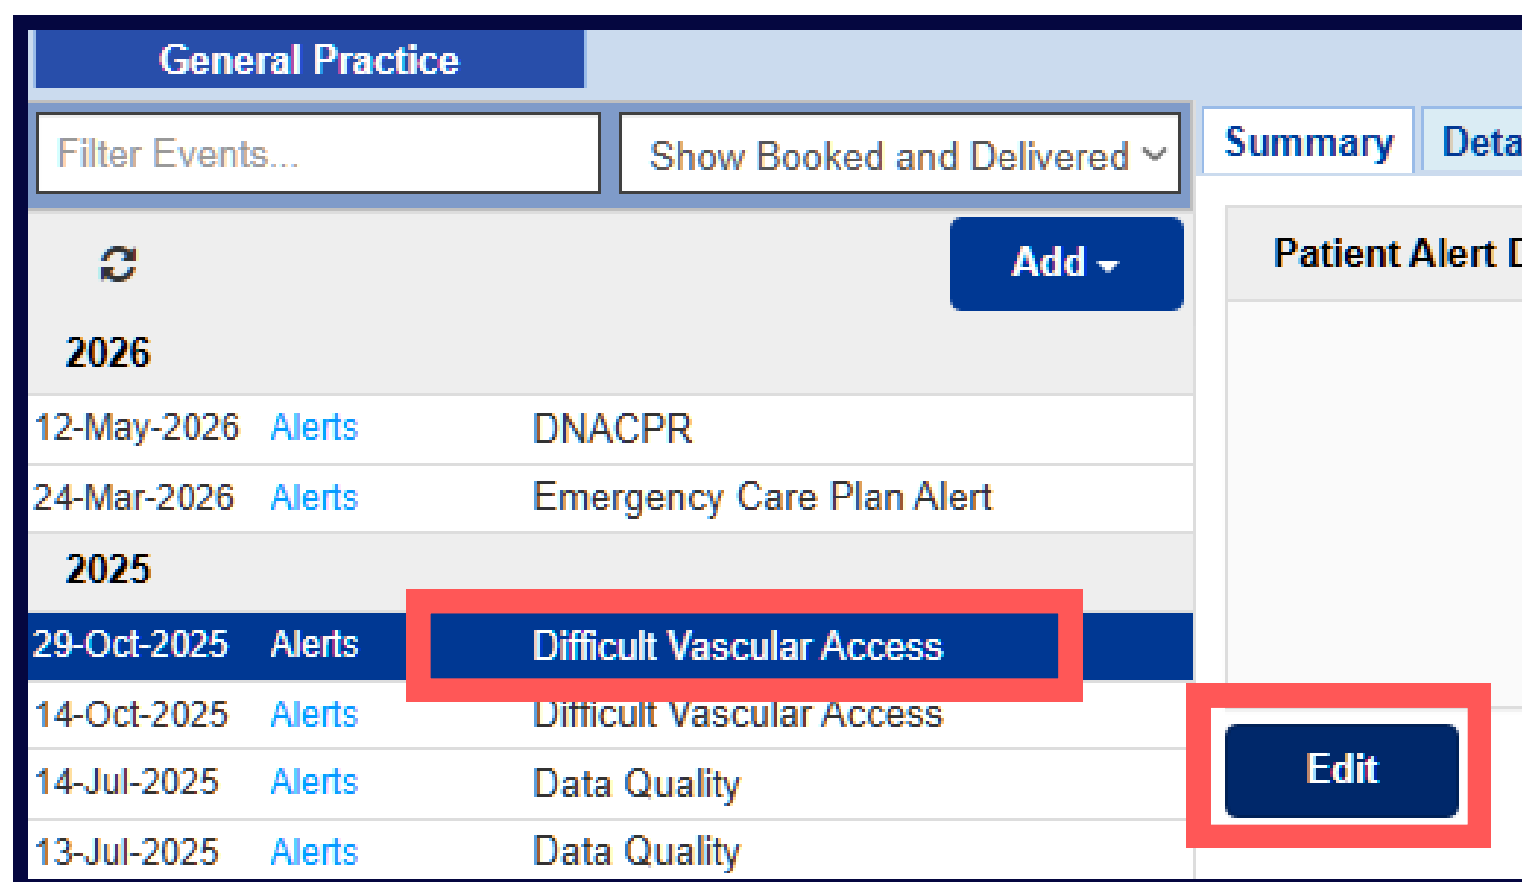 General Practice
Filter Events...
Show Booked and Delivered
Summary
Deta
Add
Patient Alert D
2026
12-May-2026 Alerts DNACPR
24-Mar-2026 Alerts Emergency Care Plan Alert
2025
29-Oct-2025 Alerts Difficult Vascular Access
14-Oct-2025 Alerts Difficult Vascular Access
14-Jul-2025 Alerts Data Quality
13-Jul-2025 Alerts Data Quality
Edit